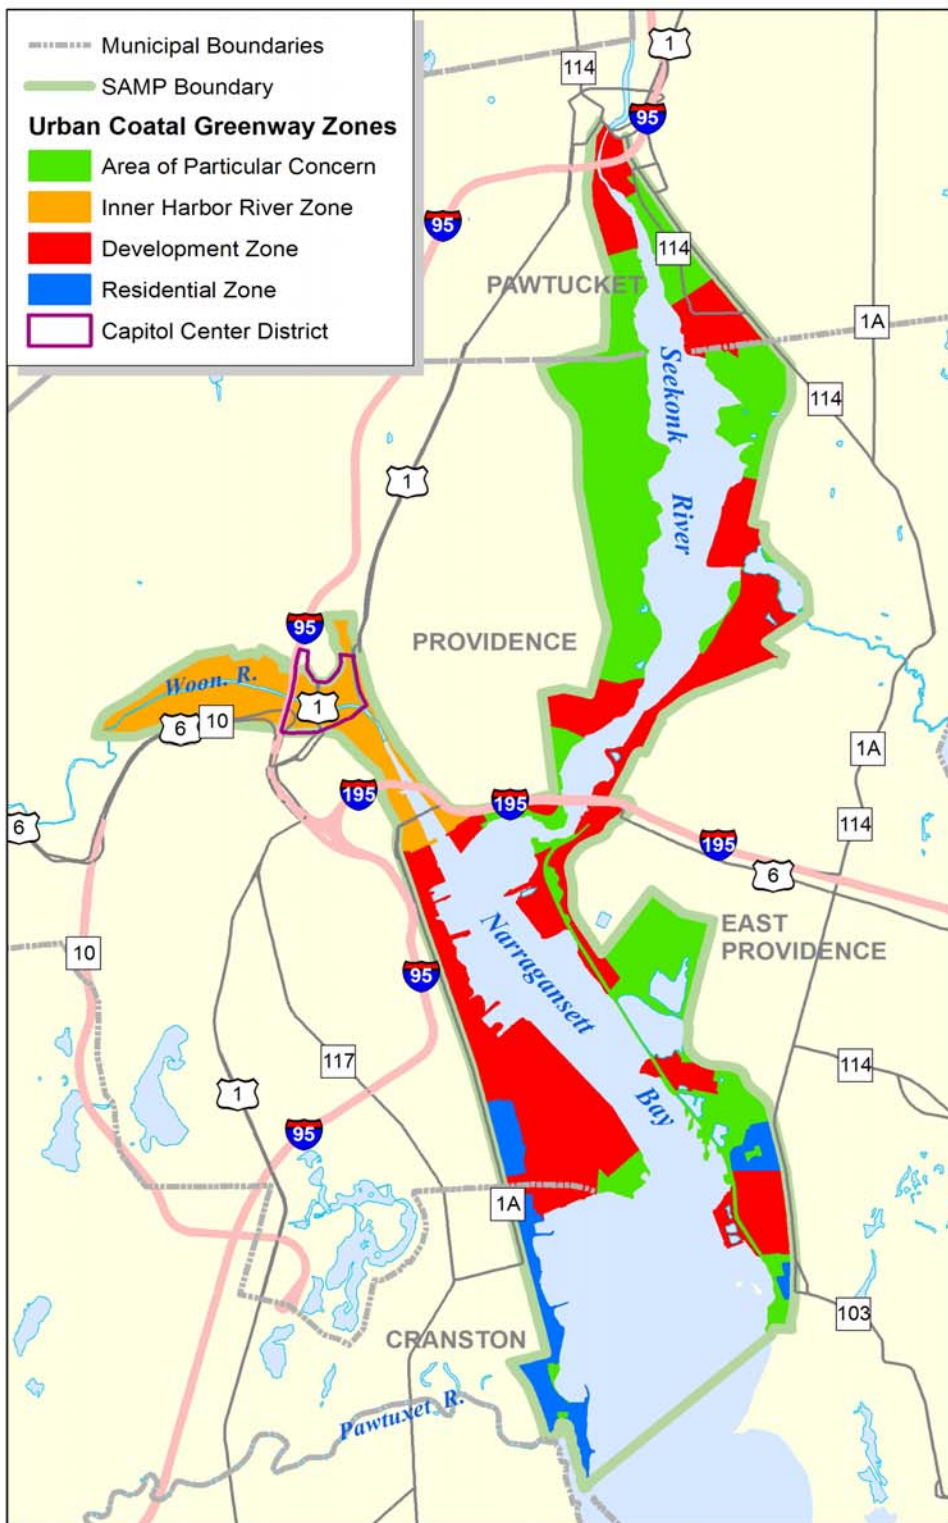 Municipal Boundaries
SAMP Boundary
Urban Coatal Greenway Zones
Area of Particular Concern
Inner Harbor River Zone
Development Zone
Residential Zone
Capitol Center District
1
114
95
95
114
PAWTUCKET
1A
Seekonk
114
1
River
95
PROVIDENCE
Woon. R.
1
10
6
1A
195
195
114
6
195
6
EAST
PROVIDENCE
10
95
Narragansett
117
114
1
Bay
95
1A
103
CRANSTON
Pawtuxet R.